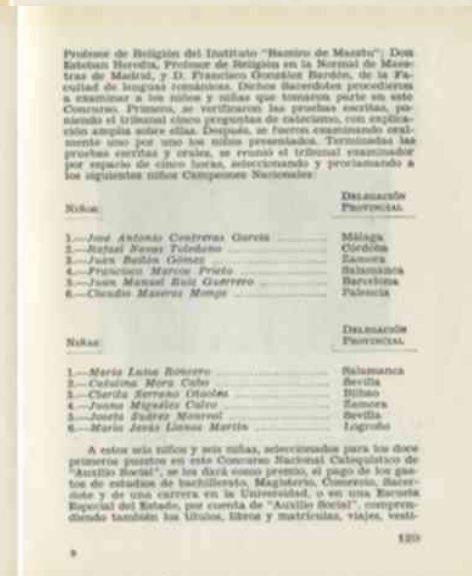 Profesor de Religión del Instituto "Ramiro de Maeztu"; Don
Esteban Heredia, Profesor de Religión en la Normal de Maes-
tras de Madrid, y D. Francisco González Bardón, de la Fa-
cultad de lenguas románicas. Dichos Sacerdotes procedieron
a examinar a los niños y niñas que tomaron parte en este
Concurso. Primero, se verificaron las pruebas escritas, po-
niendo el tribunal cinco preguntas de catecismo, con explica-
ción amplia sobre ellas. Después, se fueron examinando oral-
mente uno por uno los niños presentados. Terminadas las
pruebas escritas y orales, se reunió el tribunal examinador
por espacio de cinco horas, seleccionando y proclamando a
los siguientes niños Campeones Nacionales:
Niños: Delegación Provincial
1.—José Antonio Contreras García Málaga
2.—Rafael Navas Toledano Córdoba
3.—Juan Bailón Gómez Zamora
4.—Francisco Marcos Prieto Salamanca
5.—Juan Manuel Ruiz Guerrero Barcelona
6.—Claudio Maseras Monge Palencia
Niñas: Delegación Provincial
1.—María Luisa Roncero Salamanca
2.—Catalina Mora Cabo Sevilla
3.—Cherita Serrano Bilbao
4.—Juana Miguélez Calvo Zamora
5.—Josefa Suárez Monreal Sevilla
6.—María Jesús Llanos Martín Logroño
A estos seis niños y seis niñas, seleccionados para los doce
primeros puestos en este Concurso Nacional Catequístico de
"Auxilio Social", se les dará como premio, el pago de los gas-
tos de estudios de bachillerato, Magisterio, Comercio, Sacer-
dote y de una carrera en la Universidad, o en una Escuela
Especial del Estado, por cuenta de "Auxilio Social", compren-
diendo también los títulos, libros y matrículas, viajes, vesti-
129
9